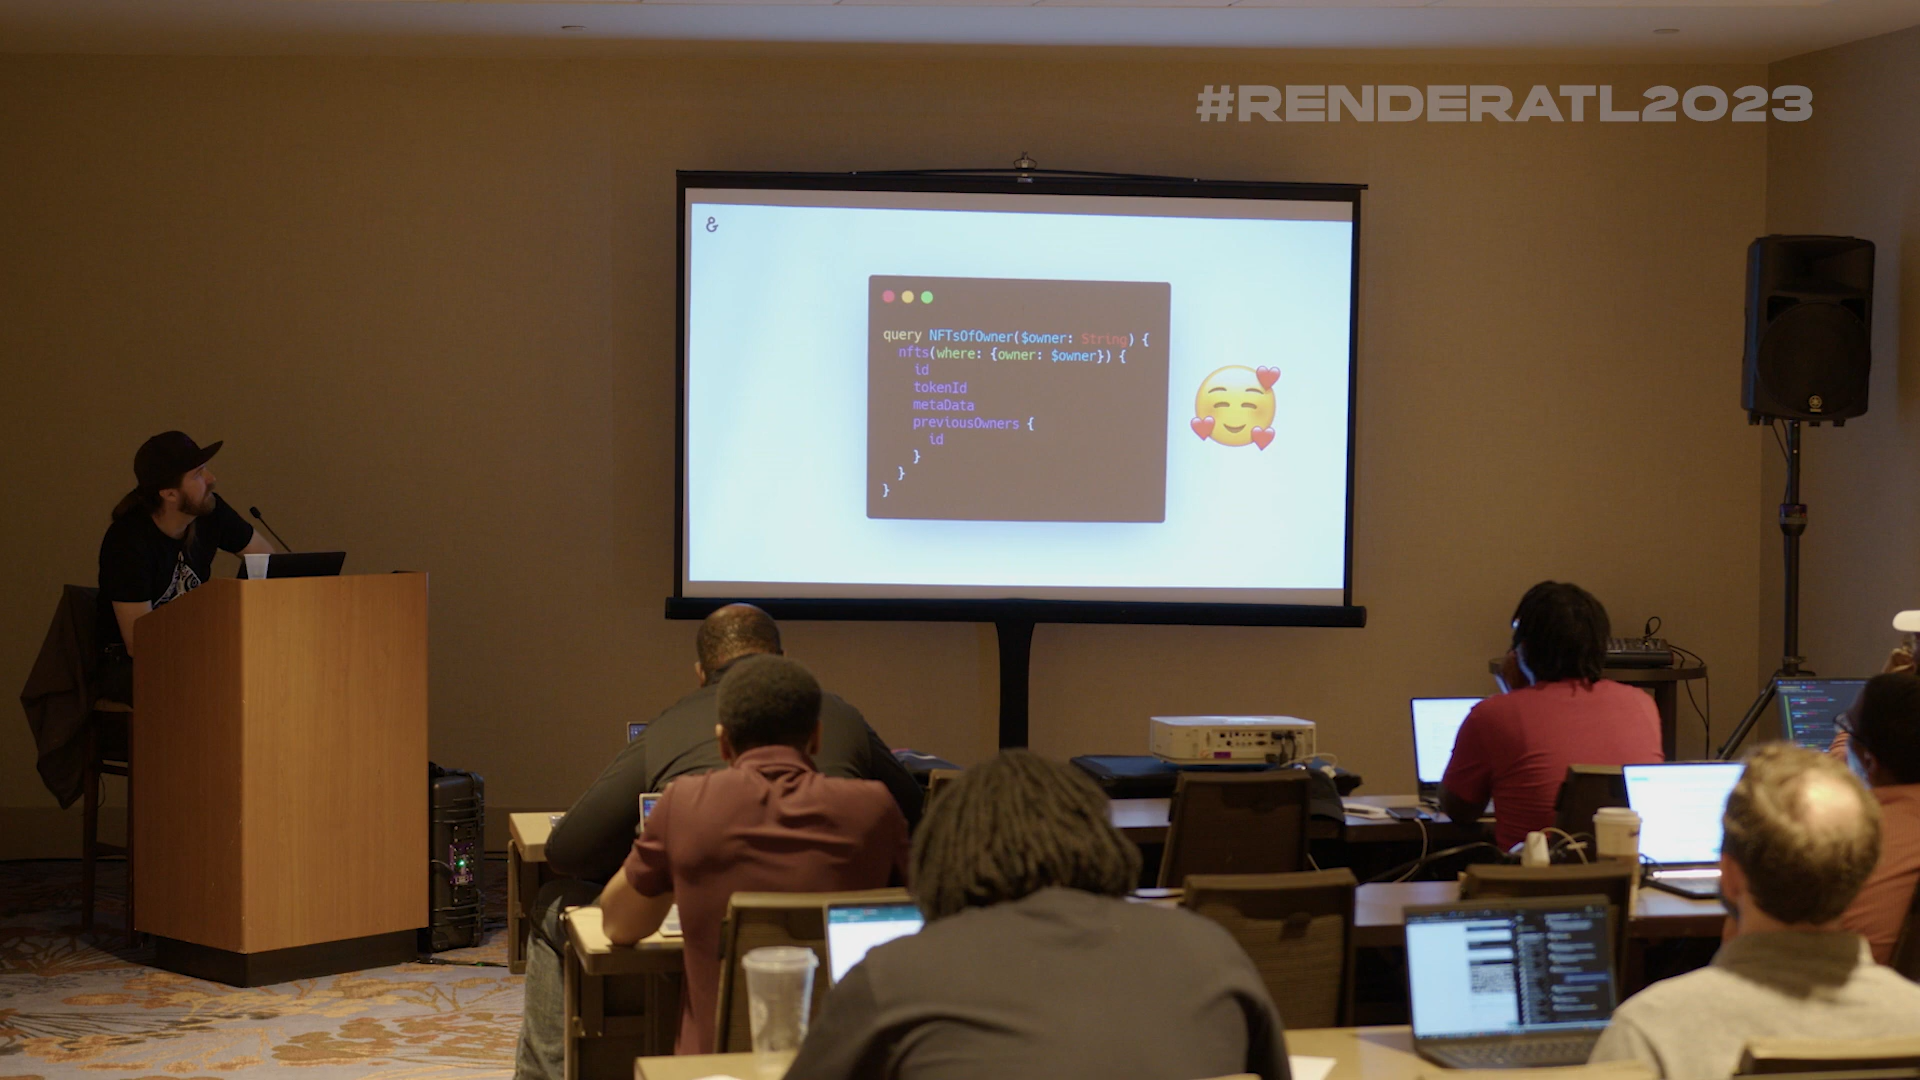 #RENDERATL2023
&
query NFTsOfOwner($owner: String) {
nfts(where: {owner: $owner}) {
id
tokenId
metaData
previousOwners {
id
}
}
}